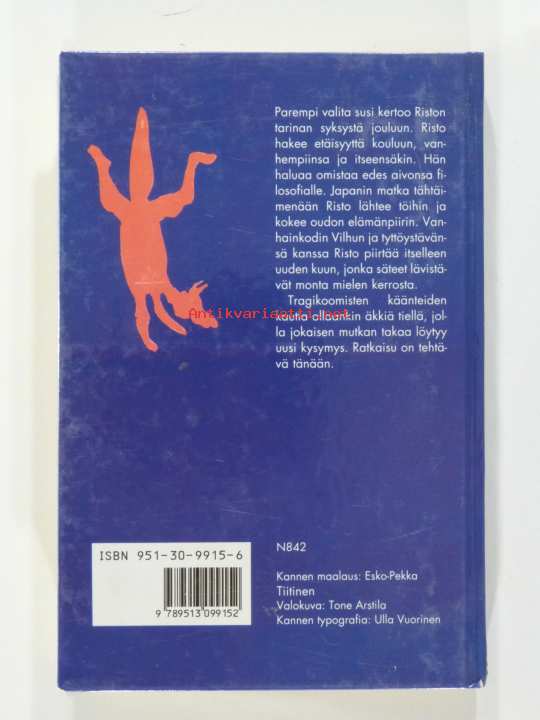 Parempi valita susi kertoo Riston
tarinan syksystä jouluun. Risto
hakee etäisyyttä kouluun, van-
hempiinsa ja itseensäkin. Hän
haluaa omistaa edes aivonsa fi-
losofialle. Japanin matka tähtäi-
menään Risto lähtee töihin ja
kokee oudon elämänpiirin. Van-
hainkodin Vilhun ja tyttöystävän-
sä kanssa Risto piirtää itselleen
uuden kuun, jonka säteet lävistä-
vät monta mielen kerrosta.
Tragikoomisten käänteiden
Antikvariaatti.net
kautta ollaankin äkkiä tiellä, jol-
la jokaisen mutkan takaa löytyy
uusi kysymys. Ratkaisu on tehtä-
vä tänään.
ISBN 951-30-9915-6
9 789513 099152
N842
Kannen maalaus: Esko-Pekka
Tiitinen
Valokuva: Tone Arstila
Kannen typografia: Ulla Vuorinen